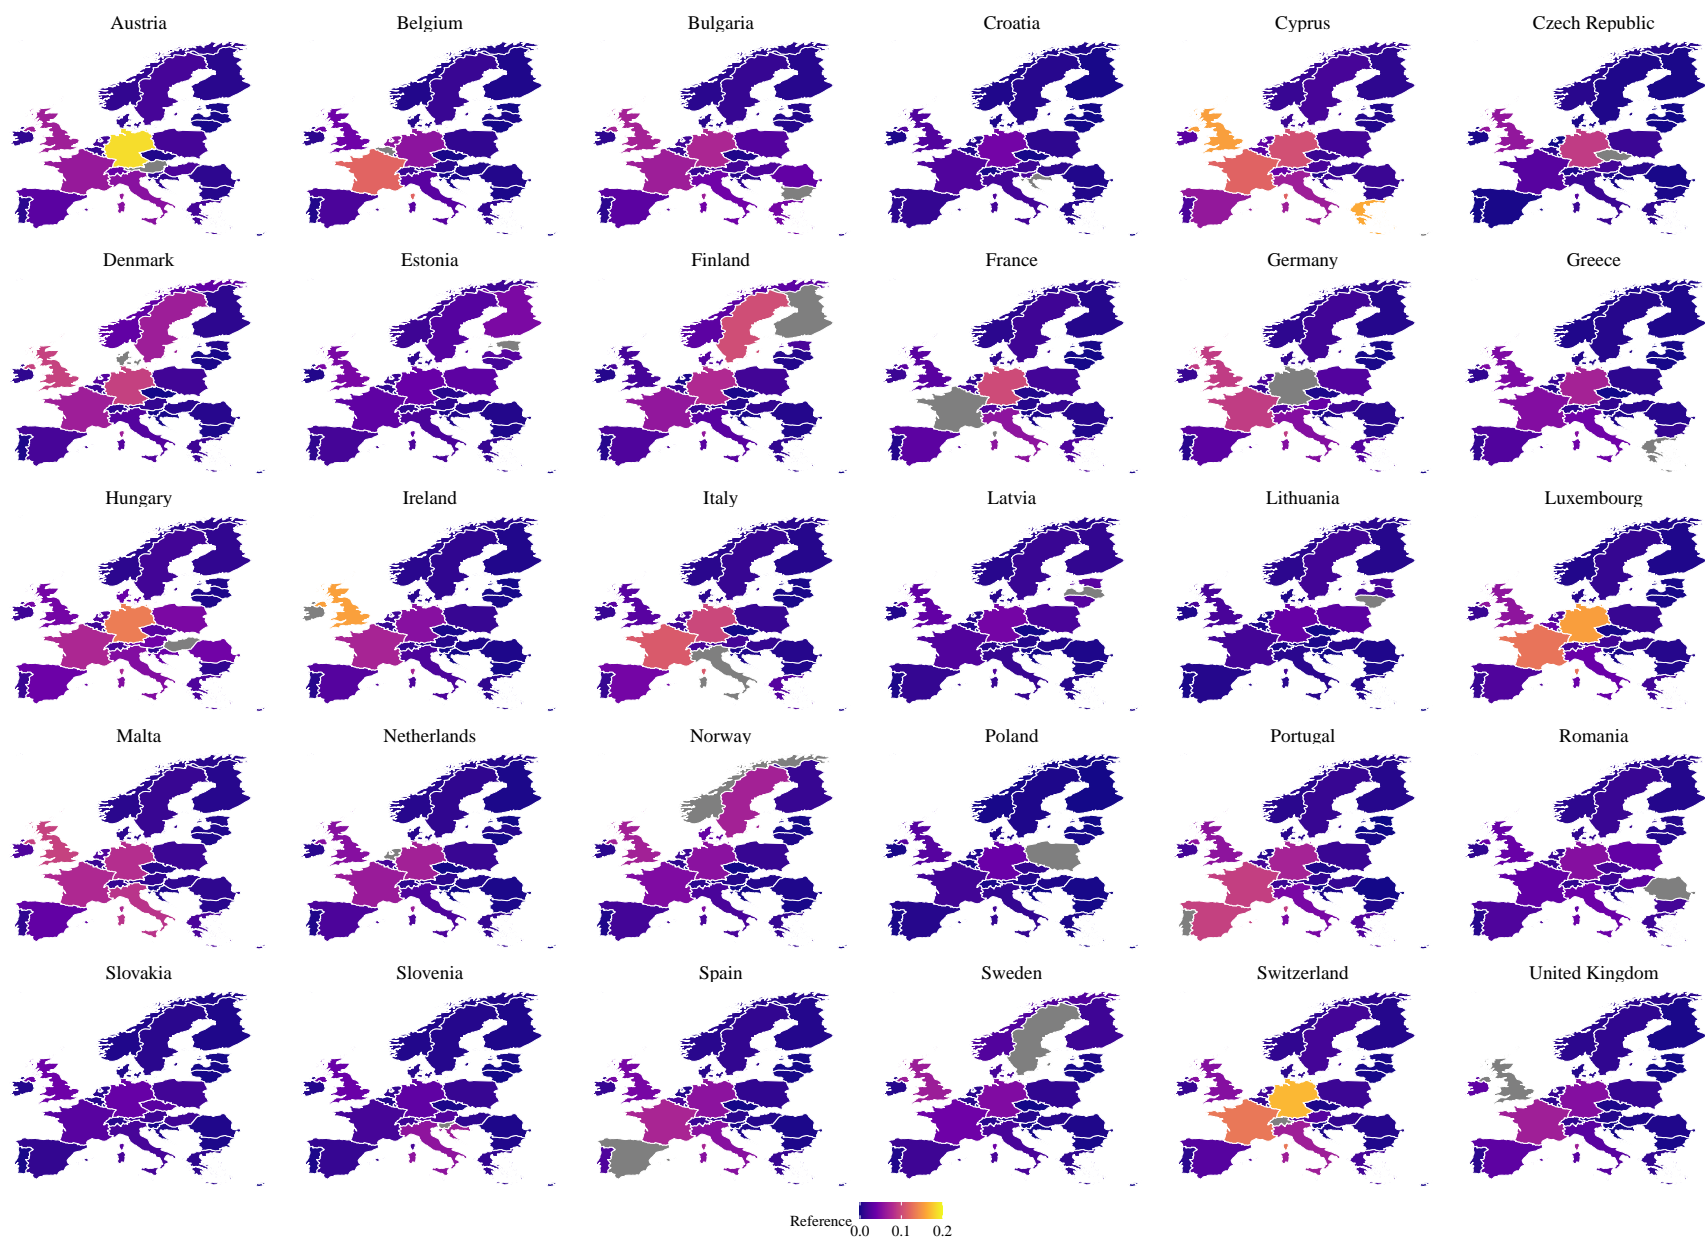 Austria Belgium Bulgaria Croatia Cyprus Czech Republic
Denmark Estonia Finland France Germany Greece
Hungary Ireland Italy Latvia Lithuania Luxembourg
Malta Netherlands Norway Poland Portugal Romania
Slovakia Slovenia Spain Sweden Switzerland United Kingdom
Reference
0.0 0.1 0.2